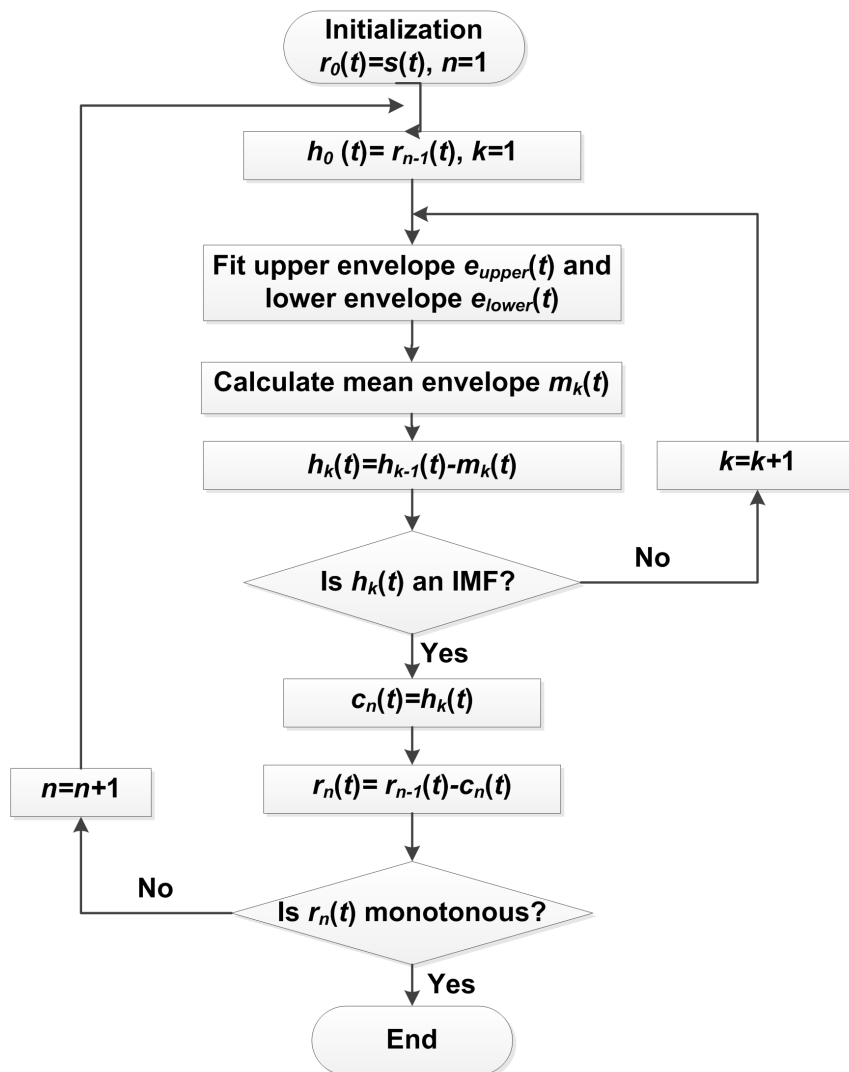 Initialization
r₀(t)=s(t), n=1
h₀ (t)= rₙ₋₁(t), k=1
Fit upper envelope e_upper(t) and
lower envelope e_lower(t)
Calculate mean envelope mₖ(t)
hₖ(t)=hₖ₋₁(t)-mₖ(t)
k=k+1
Is hₖ(t) an IMF?
No
Yes
cₙ(t)=hₖ(t)
n=n+1
rₙ(t)= rₙ₋₁(t)-cₙ(t)
No
Is rₙ(t) monotonous?
Yes
End